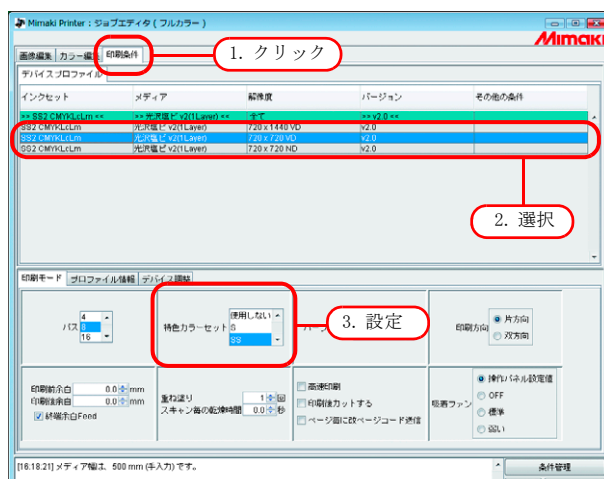 Mimaki Printer : ジョブエディタ ( フルカラー )
Mimaki
画像編集 カラー編集 印刷条件
1. クリック
デバイスプロファイル
インクセット メディア 解像度 バージョン その他の条件
>> SS2 CMYKLcLm << >> 光沢塩ビ v2(1Layer) << 全て >> v2.0 <<
SS2 CMYKLcLm 光沢塩ビ v2(1Layer) 720 x 1440 VD v2.0
SS2 CMYKLcLm 光沢塩ビ v2(1Layer) 720 x 720 VD v2.0
SS2 CMYKLcLm 光沢塩ビ v2(1Layer) 720 x 720 ND v2.0
2. 選択
印刷モード プロファイル情報 デバイス調整
パス 4 8 16
特色カラーセット 使用しない S SS
3. 設定
印刷方向 片方向 双方向
印刷前余白 0.0 mm
印刷後余白 0.0 mm
終端余白Feed
重ね塗り 1 回
スキャン毎の乾燥時間 0.0 秒
高速印刷
印刷後カットする
ページ毎に改ページコード送信
吸着ファン 操作パネル設定値
OFF
標準
弱い
[16.18.21] メディア幅は、500 mm (手入力) です。
条件管理